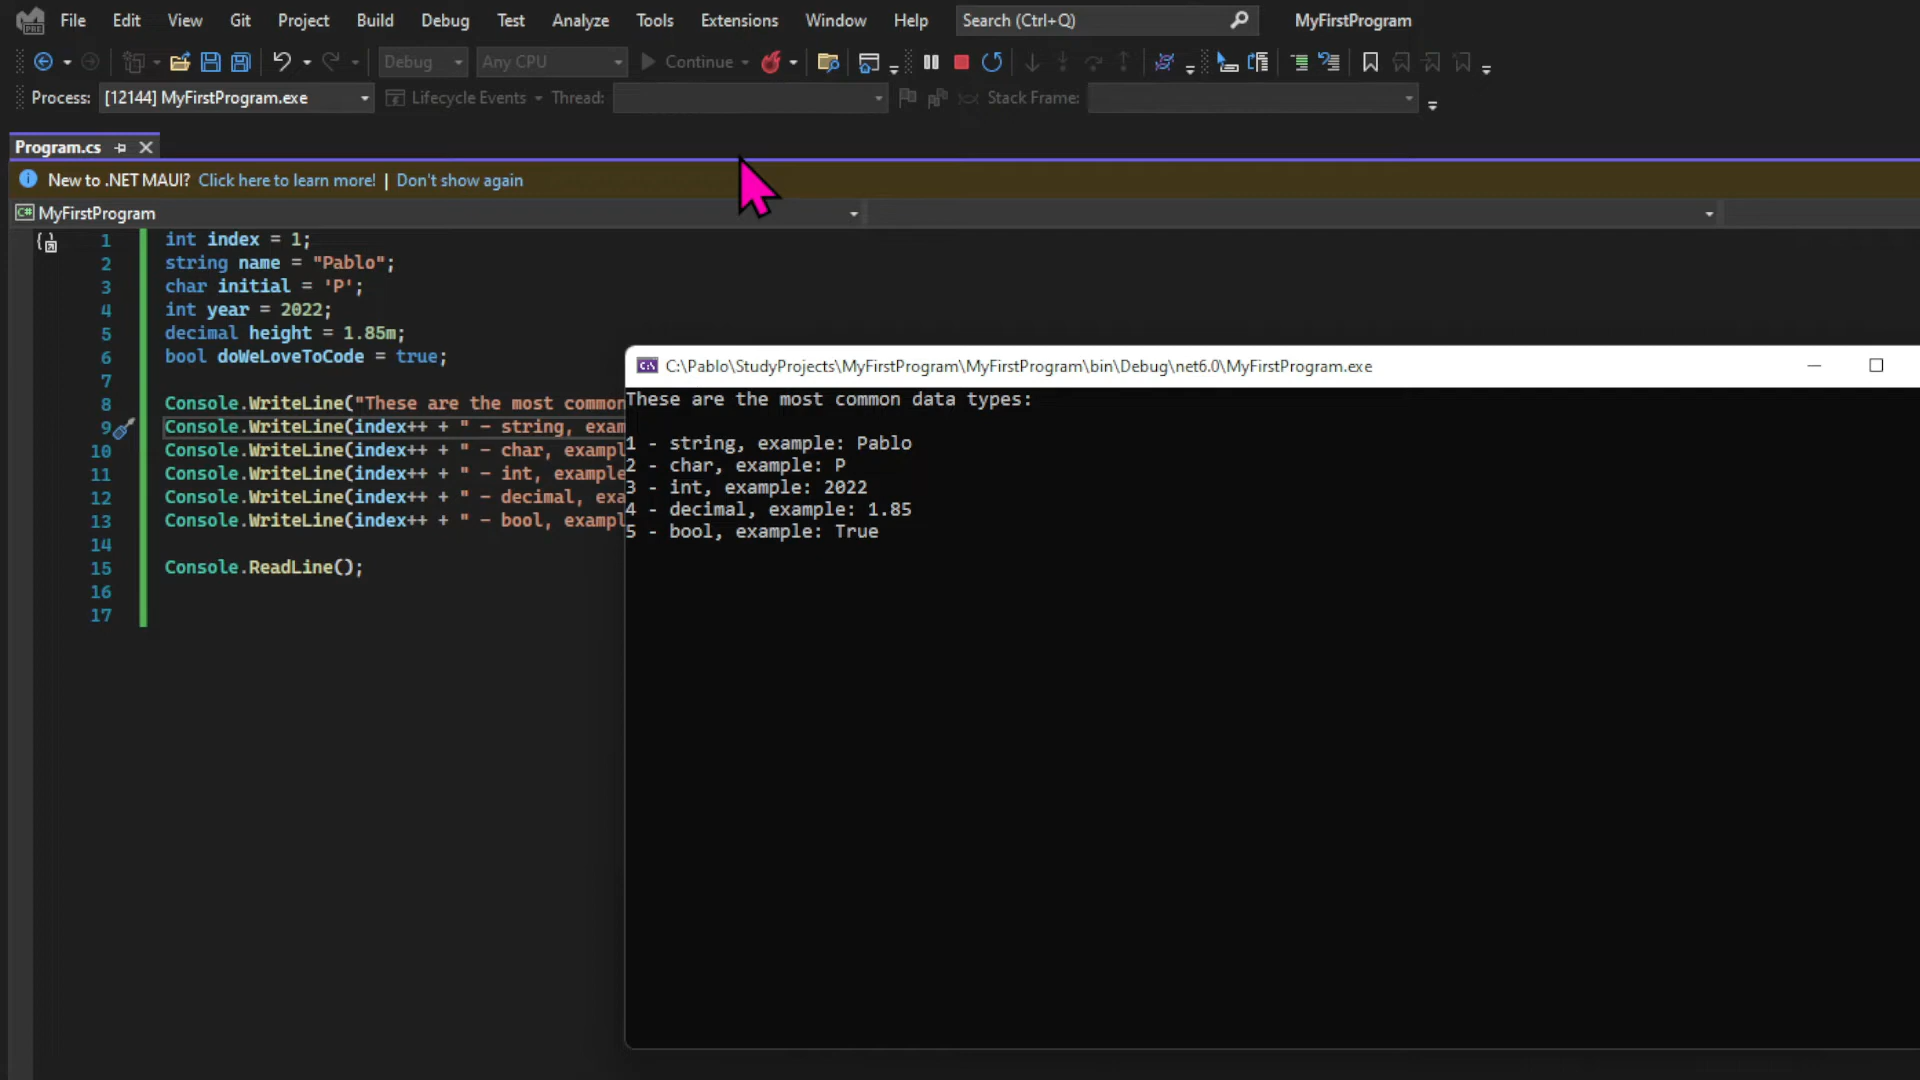 File Edit View Git Project Build Debug Test Analyze Tools Extensions Window Help Search (Ctrl+Q) MyFirstProgram
Debug Any CPU Continue
Process: [12144] MyFirstProgram.exe Lifecycle Events Thread: Stack Frame:
Program.cs
New to .NET MAUI? Click here to learn more! | Don't show again
C# MyFirstProgram
1 int index = 1;
2 string name = "Pablo";
3 char initial = 'P';
4 int year = 2022;
5 decimal height = 1.85m;
6 bool doWeLoveToCode = true;
7
8 Console.WriteLine("These are the most common
9 Console.WriteLine(index++ + " - string, exam
10 Console.WriteLine(index++ + " - char, exampl
11 Console.WriteLine(index++ + " - int, example
12 Console.WriteLine(index++ + " - decimal, exa
13 Console.WriteLine(index++ + " - bool, exampl
14
15 Console.ReadLine();
16
17
C:\Pablo\StudyProjects\MyFirstProgram\MyFirstProgram\bin\Debug\net6.0\MyFirstProgram.exe
These are the most common data types:
1 - string, example: Pablo
2 - char, example: P
3 - int, example: 2022
4 - decimal, example: 1.85
5 - bool, example: True